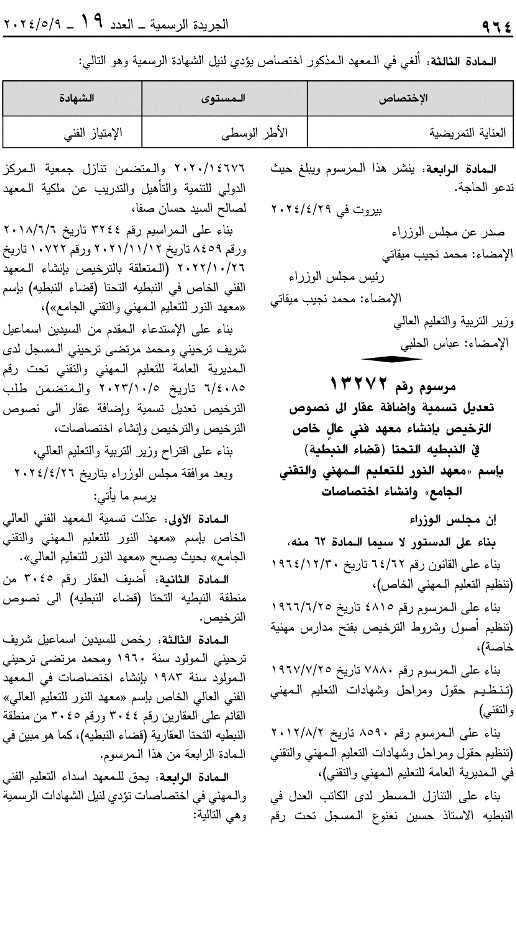 ٩٦٤
الجريدة الرسمية ــ العدد ١٩ ــ ٢٠٢٤/٥/٩
المادة الثالثة: ألغي في المعهد المذكور اختصاص يؤدي لنيل الشهادة الرسمية وهو التالي:
الإختصاص المستوى الشهادة
العناية التمريضية الأطر الوسطى الإمتياز الفني
المادة الرابعة: ينشر هذا المرسوم ويبلغ حيث
تدعو الحاجة.
بيروت في ٢٠٢٤/٤/٢٩
صدر عن مجلس الوزراء
الإمضاء: محمد نجيب ميقاتي
رئيس مجلس الوزراء
الإمضاء: محمد نجيب ميقاتي
وزير التربية والتعليم العالي
الإمضاء: عباس الحلبي
مرسوم رقم ١٣٢٧٢
تعديل تسمية وإضافة عقار الى نصوص
الترخيص بإنشاء معهد فني عالٍ خاص
في النبطيه التحتا (قضاء النبطية)
بإسم «معهد النور للتعليم المهني والتقني
الجامع» وانشاء اختصاصات
إن مجلس الوزراء
بناء على الدستور لا سيما المادة ٦٢ منه،
بناء على القانون رقم ٦٤/٦٢ تاريخ ١٩٦٤/١٢/٣٠
(تنظيم التعليم المهني الخاص)،
بناء على المرسوم رقم ٤٨١٥ تاريخ ١٩٦٦/٦/٢٥
(تنظيم أصول وشروط الترخيص بفتح مدارس مهنية
خاصة)،
بناء على المرسوم رقم ٧٨٨٠ تاريخ ١٩٦٧/٧/٢٥
(تنظيم حقول ومراحل وشهادات التعليم المهني
والتقني)
بناء على المرسوم رقم ٨٥٩٠ تاريخ ٢٠١٢/٨/٢
(تنظيم حقول ومراحل وشهادات التعليم المهني والتقني
في المديرية العامة للتعليم المهني والتقني)،
بناء على التنازل المسطر لدى الكاتب العدل في
النبطيه الاستاذ حسين نعنوع المسجل تحت رقم
٢٠٢٠/١٤٦٧٦ والمتضمن تنازل جمعية المركز
الدولي للتنمية والتأهيل والتدريب عن ملكية المعهد
لصالح السيد حسان صفا،
بناء على المراسيم رقم ٣٢٤٤ تاريخ ٢٠١٨/٦/٦
ورقم ٨٤٥٩ تاريخ ٢٠٢١/١١/١٢ ورقم ١٠٧٢٢ تاريخ
٢٠٢٢/١٠/٢٦ (المتعلقة بالترخيص بإنشاء المعهد
الفني الخاص في النبطيه التحتا (قضاء النبطيه) بإسم
«معهد النور للتعليم المهني والتقني الجامع»)،
بناء على الإستدعاء المقدم من السيدين اسماعيل
شريف ترحيني ومحمد مرتضى ترحيني المسجل لدى
المديرية العامة للتعليم المهني والتقني تحت رقم
٦/٤٠٨٥ تاريخ ٢٠٢٣/١٠/٥ والمتضمن طلب
الترخيص تعديل تسمية وإضافة عقار الى نصوص
الترخيص والترخيص وإنشاء اختصاصات،
بناء على اقتراح وزير التربية والتعليم العالي،
وبعد موافقة مجلس الوزراء بتاريخ ٢٠٢٤/٤/٢٦
يرسم ما يأتي:
المادة الأولى: عدّلت تسمية المعهد الفني العالي
الخاص بإسم «معهد النور للتعليم المهني والتقني
الجامع» بحيث يصبح «معهد النور للتعليم العالي».
المادة الثانية: أضيف العقار رقم ٣٠٤٥ من
منطقة النبطيه التحتا (قضاء النبطيه) الى نصوص
الترخيص.
المادة الثالثة: رخص للسيدين اسماعيل شريف
ترحيني المولود سنة ١٩٦٠ ومحمد مرتضى ترحيني
المولود سنة ١٩٨٣ بإنشاء اختصاصات في المعهد
الفني العالي الخاص بإسم «معهد النور للتعليم العالي»
القائم على العقارين رقم ٣٠٤٤ ورقم ٣٠٤٥ من منطقة
النبطيه التحتا العقارية (قضاء النبطيه)، كما هو مبين في
المادة الرابعة من هذا المرسوم.
المادة الرابعة: يحق للمعهد اسداء التعليم الفني
والمهني في اختصاصات تؤدي لنيل الشهادات الرسمية
وهي التالية: